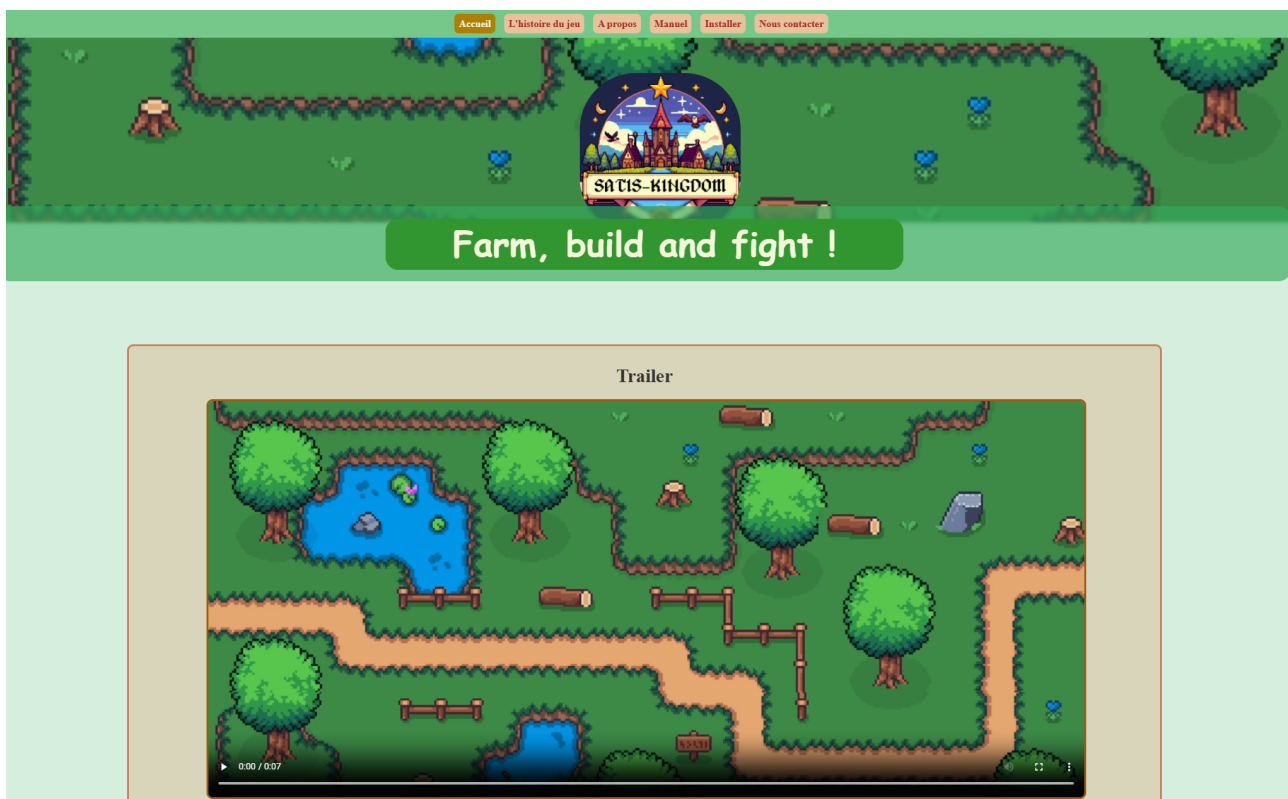 Accueil L'histoire du jeu A propos Manuel Installer Nous contacter
SATIS-KINGDOM
Farm, build and fight !
Trailer
0:00 / 0:07